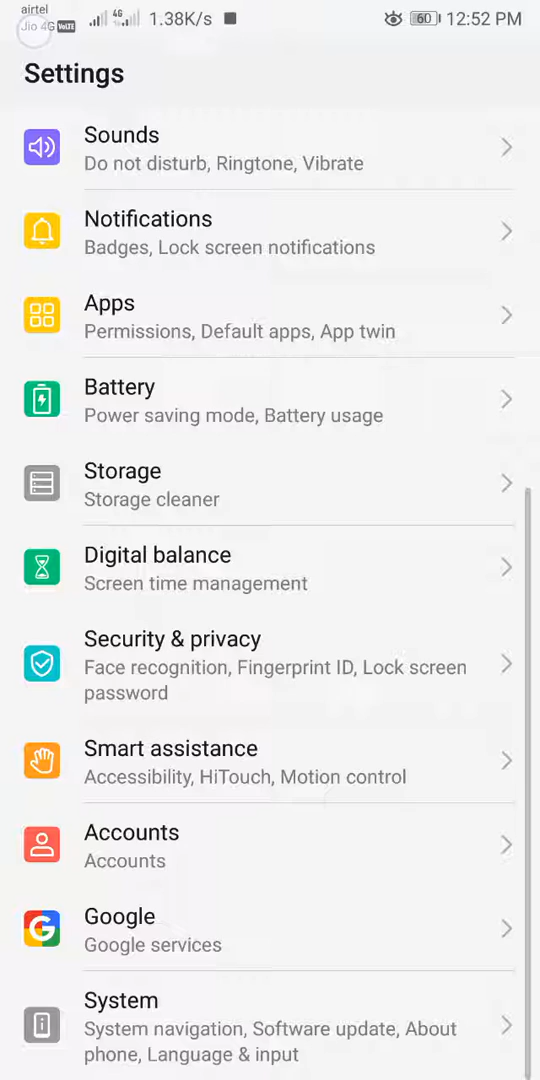 airtel
Jio 4G VoLTE 4G 1.38K/s 60 12:52 PM
Settings
Sounds
Do not disturb, Ringtone, Vibrate
Notifications
Badges, Lock screen notifications
Apps
Permissions, Default apps, App twin
Battery
Power saving mode, Battery usage
Storage
Storage cleaner
Digital balance
Screen time management
Security & privacy
Face recognition, Fingerprint ID, Lock screen
password
Smart assistance
Accessibility, HiTouch, Motion control
Accounts
Accounts
Google
Google services
System
System navigation, Software update, About
phone, Language & input